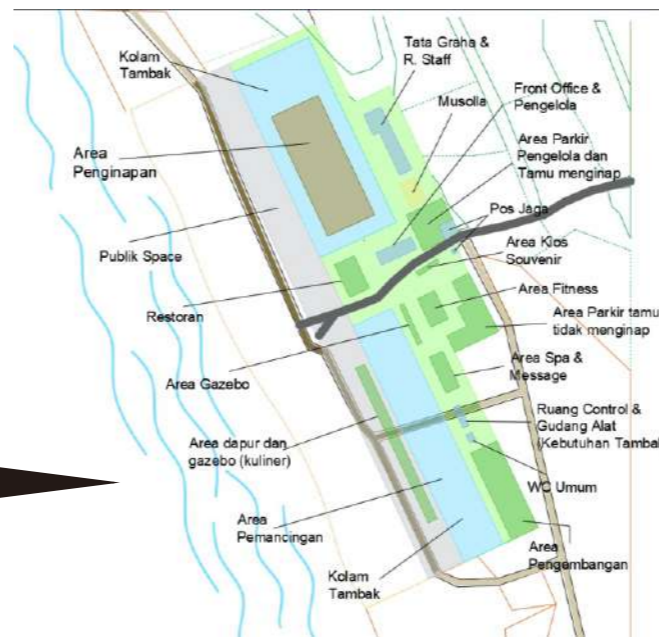 Kolam
Tambak
Tata Graha &
R. Staff
Front Office &
Pengelola
Musolla
Area
Penginapan
Area Parkir
Pengelola dan
Tamu menginap
Pos Jaga
Publik Space
Area Kios
Souvenir
Restoran
Area Fitness
Area Parkir tamu
tidak menginap
Area Gazebo
Area Spa &
Message
Area dapur dan
gazebo (kuliner)
Ruang Control &
Gudang Alat
(Kebutuhan Tambak
WC Umum
Area
Pemancingan
Area
Pengembangan
Kolam
Tambak